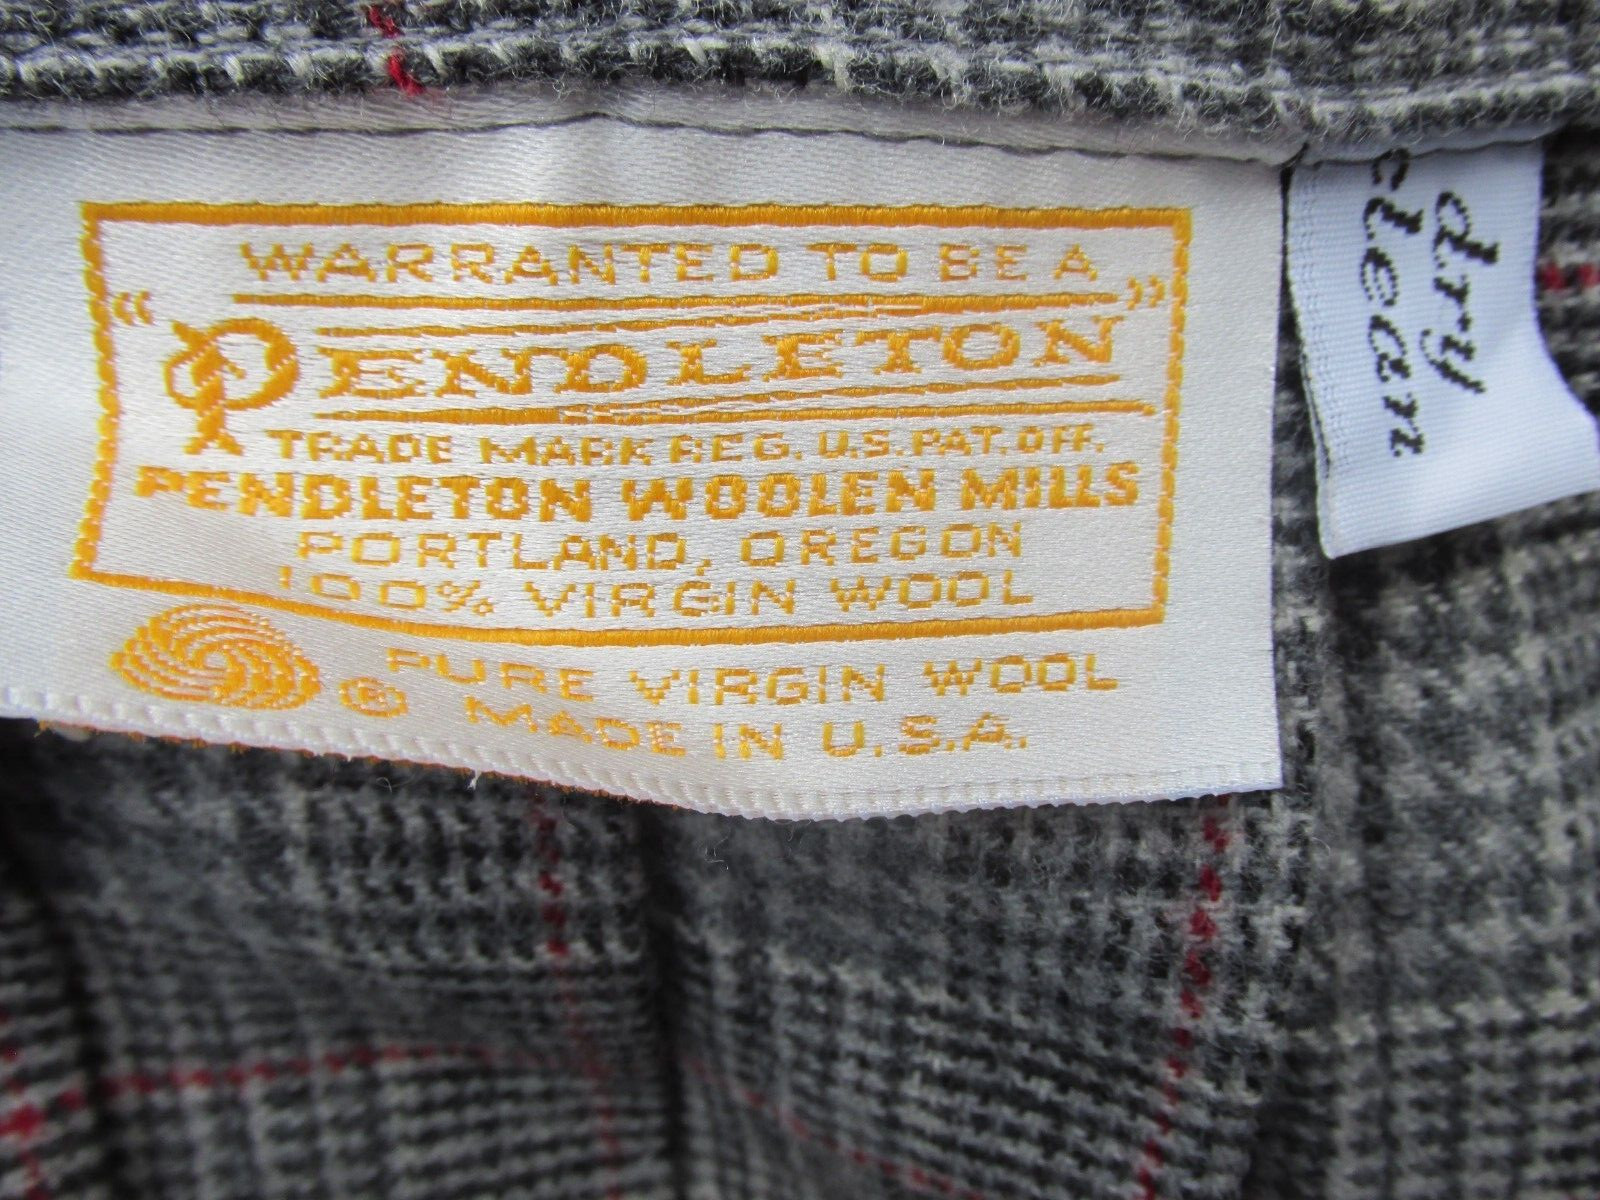 WARRANTED TO BE A
"PENDLETON"
TRADE MARK REG. U.S. PAT. OFF.
PENDLETON WOOLEN MILLS
PORTLAND, OREGON
100% VIRGIN WOOL
® PURE VIRGIN WOOL
MADE IN U.S.A.
dry
clean